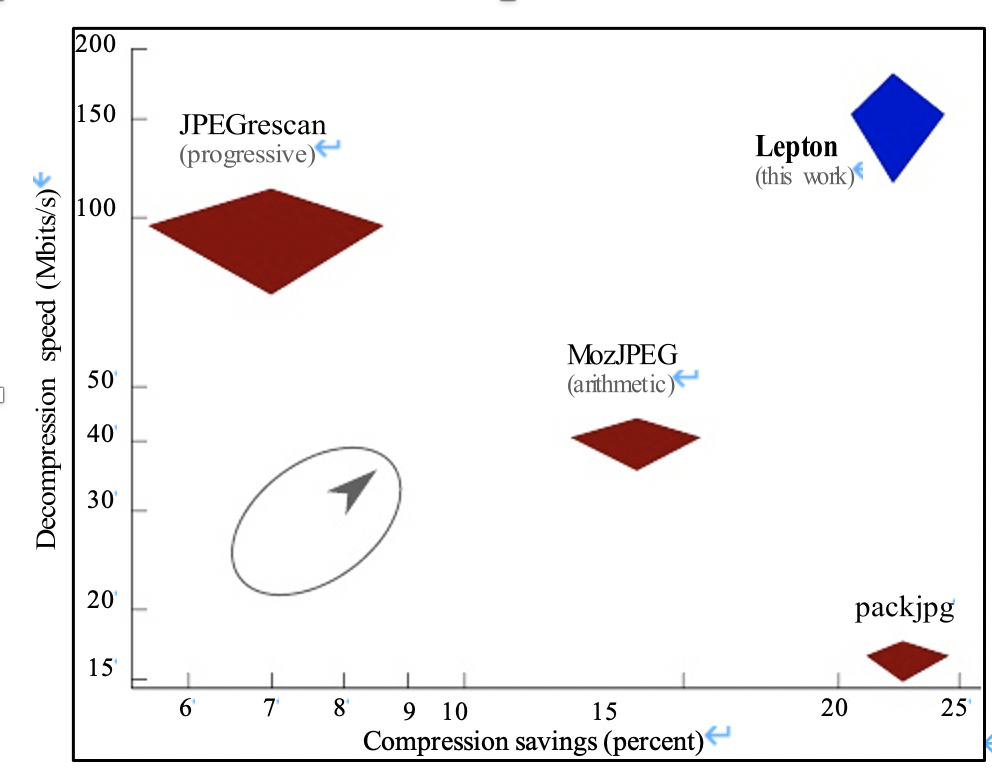 200
150
JPEGrescan
(progressive)
Lepton
(this work)
100
Decompression speed (Mbits/s)
MozJPEG
(arithmetic)
50
40
30
20
packjpg
15
6 7 8 9 10 15 20 25
Compression savings (percent)